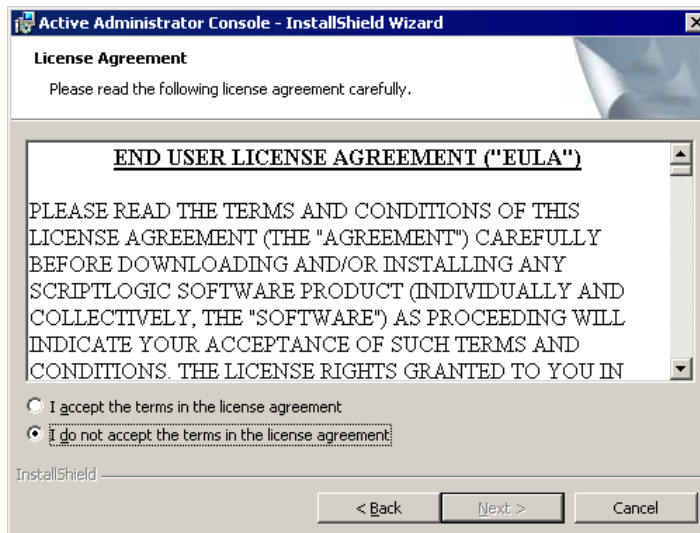 Active Administrator Console - InstallShield Wizard
License Agreement
Please read the following license agreement carefully.
END USER LICENSE AGREEMENT ("EULA")
PLEASE READ THE TERMS AND CONDITIONS OF THIS
LICENSE AGREEMENT (THE "AGREEMENT") CAREFULLY
BEFORE DOWNLOADING AND/OR INSTALLING ANY
SCRIPTLOGIC SOFTWARE PRODUCT (INDIVIDUALLY AND
COLLECTIVELY, THE "SOFTWARE") AS PROCEEDING WILL
INDICATE YOUR ACCEPTANCE OF SUCH TERMS AND
CONDITIONS. THE LICENSE RIGHTS GRANTED TO YOU IN
I accept the terms in the license agreement
I do not accept the terms in the license agreement
InstallShield
< Back Next > Cancel